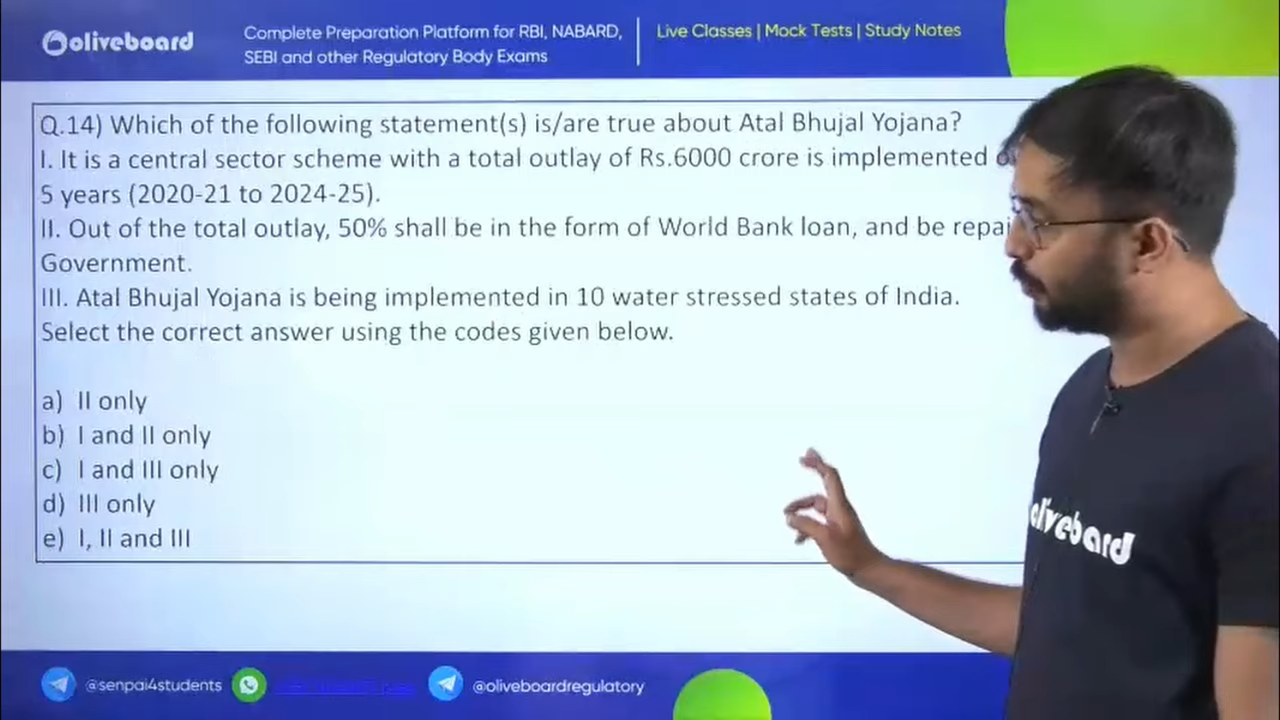 oliveboard
Complete Preparation Platform for RBI, NABARD,
SEBI and other Regulatory Body Exams
Live Classes | Mock Tests | Study Notes
Q.14) Which of the following statement(s) is/are true about Atal Bhujal Yojana?
I. It is a central sector scheme with a total outlay of Rs.6000 crore is implemented
5 years (2020-21 to 2024-25).
II. Out of the total outlay, 50% shall be in the form of World Bank loan, and be repai
Government.
III. Atal Bhujal Yojana is being implemented in 10 water stressed states of India.
Select the correct answer using the codes given below.
a) II only
b) I and II only
c) I and III only
d) III only
e) I, II and III
oliveboard
@senpai4students
@oliveboardregulatory